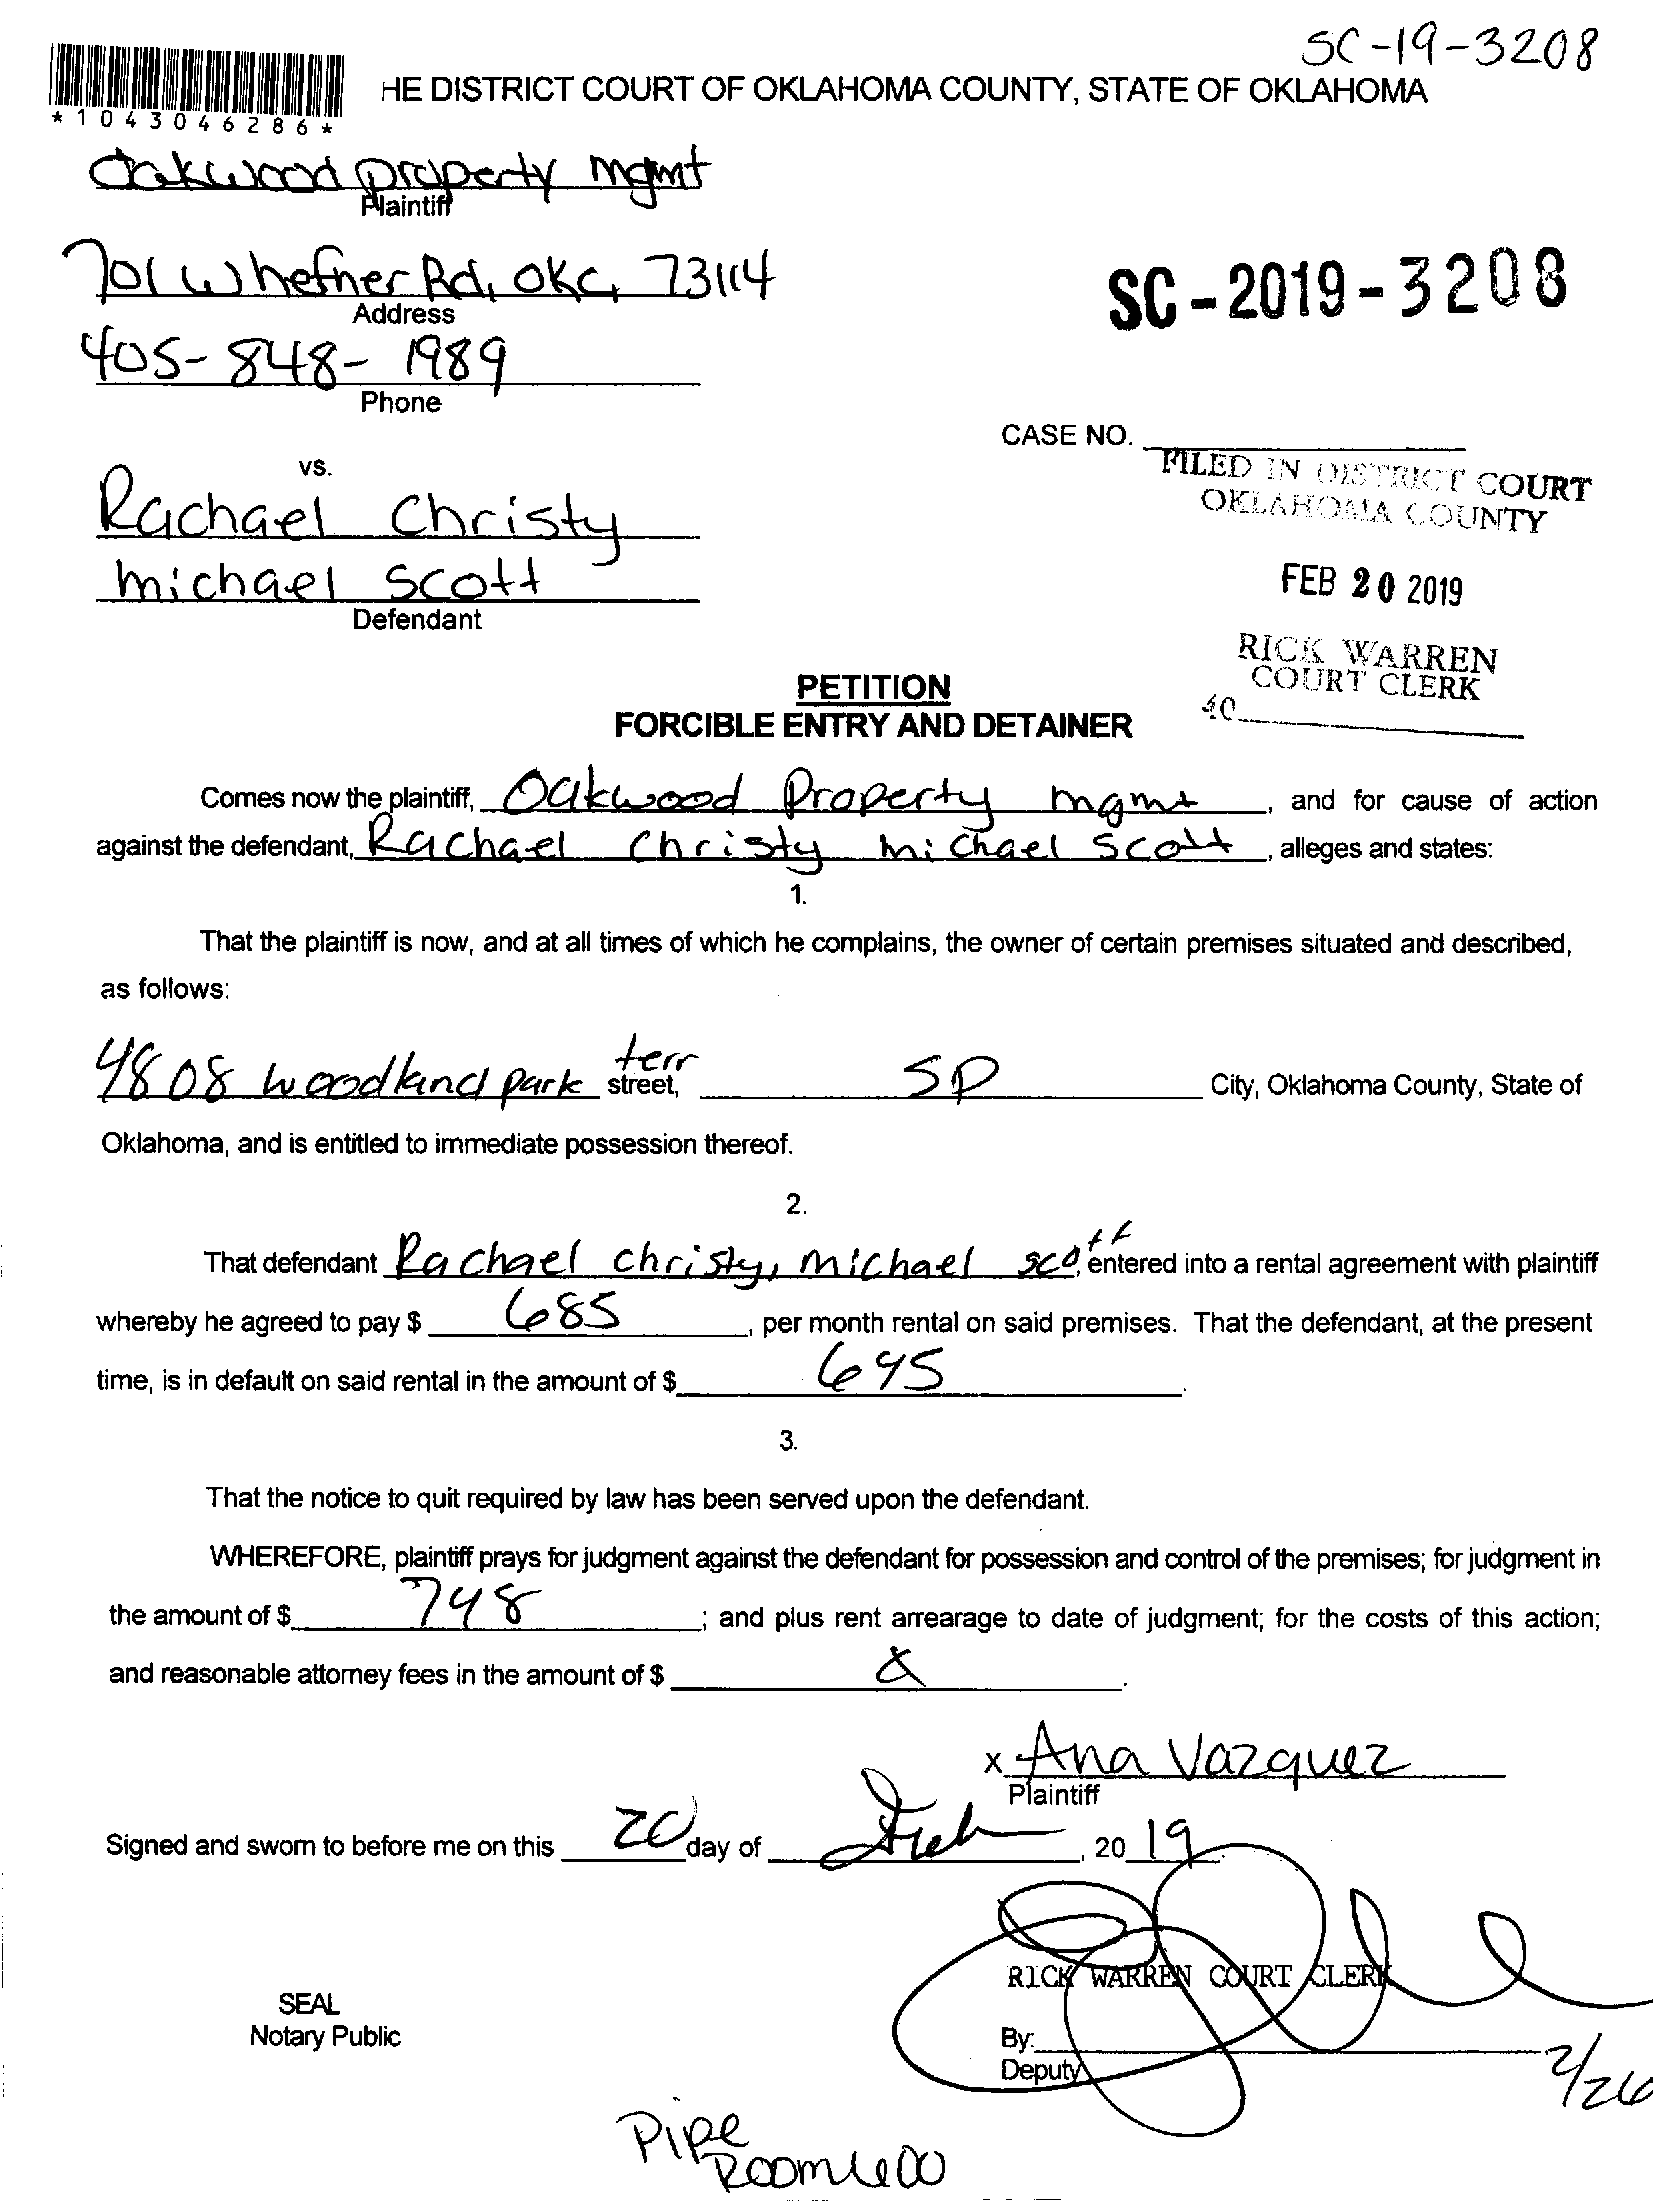 SC-19-3208
*1043046286*
HE DISTRICT COURT OF OKLAHOMA COUNTY, STATE OF OKLAHOMA
Oakwood property mgmt
Plaintiff
701 W hefner Rd, OKC, 73114
Address
SC-2019-3208
405-848-1989
Phone
CASE NO.
vs.
FILED IN DISTRICT COURT
OKLAHOMA COUNTY
Rachael Christy
michael Scott
Defendant
FEB 20 2019
RICK WARREN
COURT CLERK
40
PETITION
FORCIBLE ENTRY AND DETAINER
Comes now the plaintiff, Oakwood Property mgmt, and for cause of action
against the defendant, Rachael Christy michael Scott, alleges and states:
1.
That the plaintiff is now, and at all times of which he complains, the owner of certain premises situated and described,
as follows:
4808 woodland park terr street, SP City, Oklahoma County, State of
Oklahoma, and is entitled to immediate possession thereof.
2.
That defendant Rachael christy, michael scott, entered into a rental agreement with plaintiff
whereby he agreed to pay $ 685, per month rental on said premises. That the defendant, at the present
time, is in default on said rental in the amount of $ 695.
3.
That the notice to quit required by law has been served upon the defendant.
WHEREFORE, plaintiff prays for judgment against the defendant for possession and control of the premises; for judgment in
the amount of $ 748; and plus rent arrearage to date of judgment; for the costs of this action;
and reasonable attorney fees in the amount of $.
x Ana Vazquez
Plaintiff
Signed and sworn to before me on this 20 day of Feb, 2019
RICK WARREN COURT CLERK
SEAL
Notary Public
By:
Deputy
2/26
Pipe
Room 600